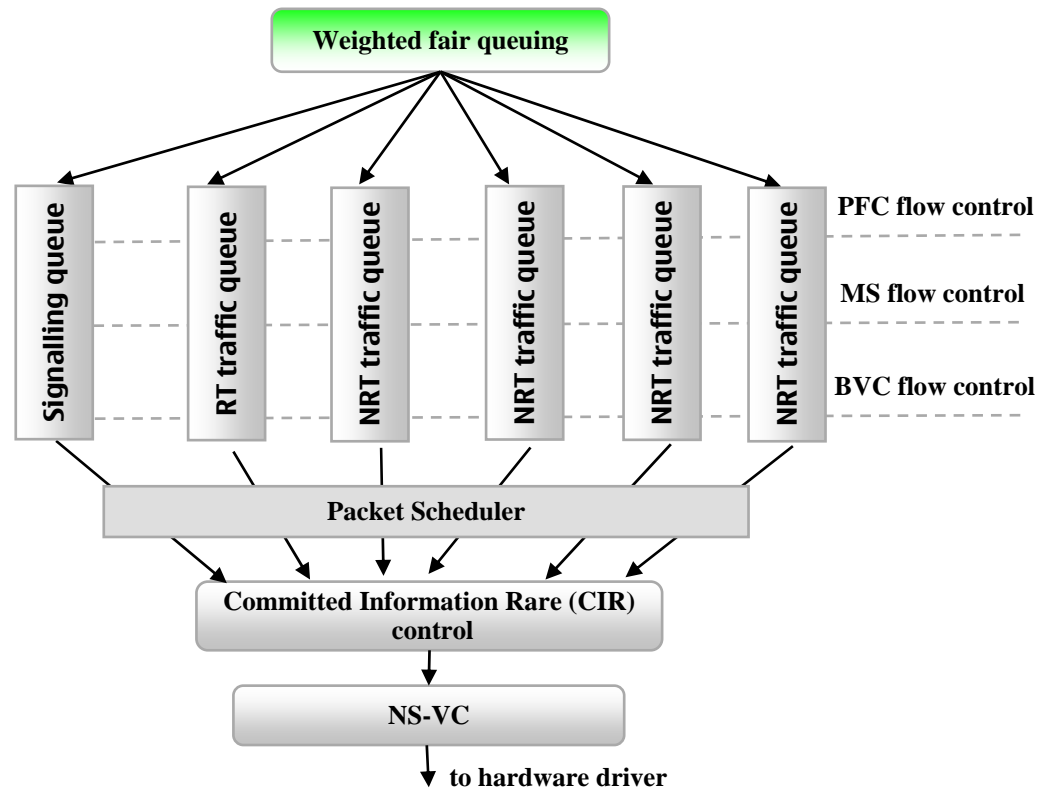 Weighted fair queuing
Signalling queue
RT traffic queue
NRT traffic queue
NRT traffic queue
NRT traffic queue
NRT traffic queue
PFC flow control
MS flow control
BVC flow control
Packet Scheduler
Committed Information Rare (CIR)
control
NS-VC
to hardware driver